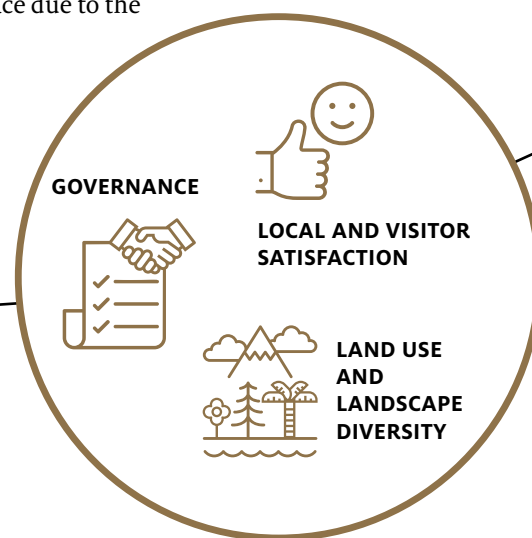 ce due to the
GOVERNANCE
LOCAL AND VISITOR
SATISFACTION
LAND USE
AND
LANDSCAPE
DIVERSITY